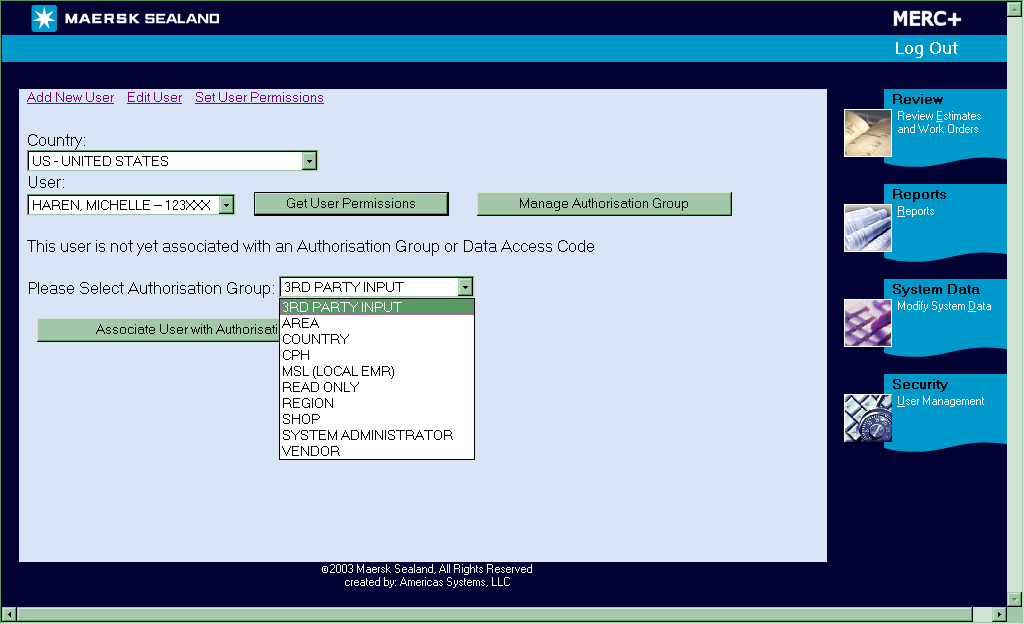 MAERSK SEALAND
MERC+
Log Out
Add New User Edit User Set User Permissions
Country:
US - UNITED STATES
User:
HAREN, MICHELLE – 123XXX
Get User Permissions
Manage Authorisation Group
This user is not yet associated with an Authorisation Group or Data Access Code
Please Select Authorisation Group: 3RD PARTY INPUT
3RD PARTY INPUT
AREA
COUNTRY
CPH
MSL (LOCAL EMR)
READ ONLY
REGION
SHOP
SYSTEM ADMINISTRATOR
VENDOR
Associate User with Authorisati
Review
Review Estimates
and Work Orders
Reports
Reports
System Data
Modify System Data
Security
User Management
©2003 Maersk Sealand, All Rights Reserved
created by: Americas Systems, LLC